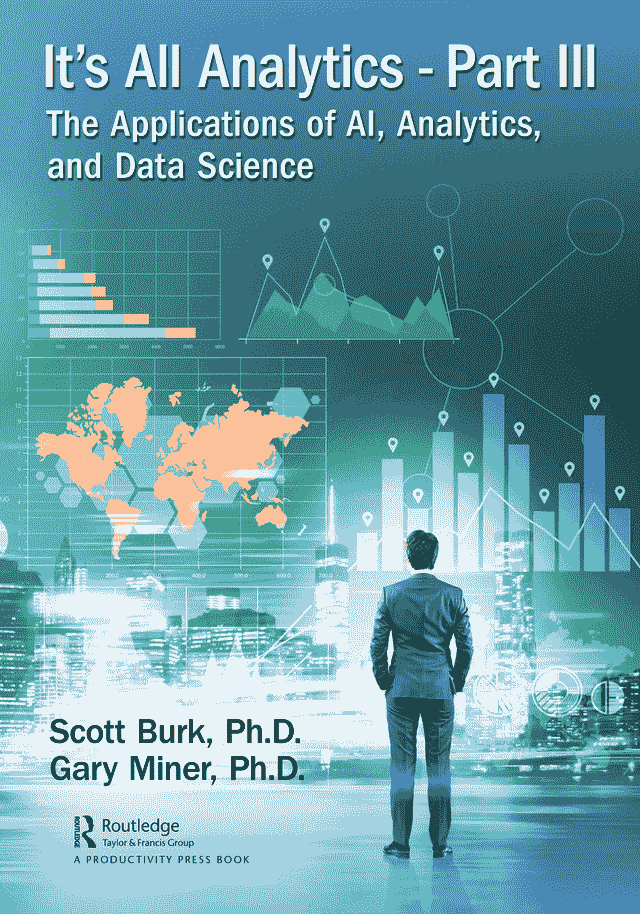 It's All Analytics - Part III
The Applications of AI, Analytics,
and Data Science
Scott Burk, Ph.D.
Gary Miner, Ph.D.
ROUTLEDGE
Routledge
Taylor & Francis Group
A PRODUCTIVITY PRESS BOOK